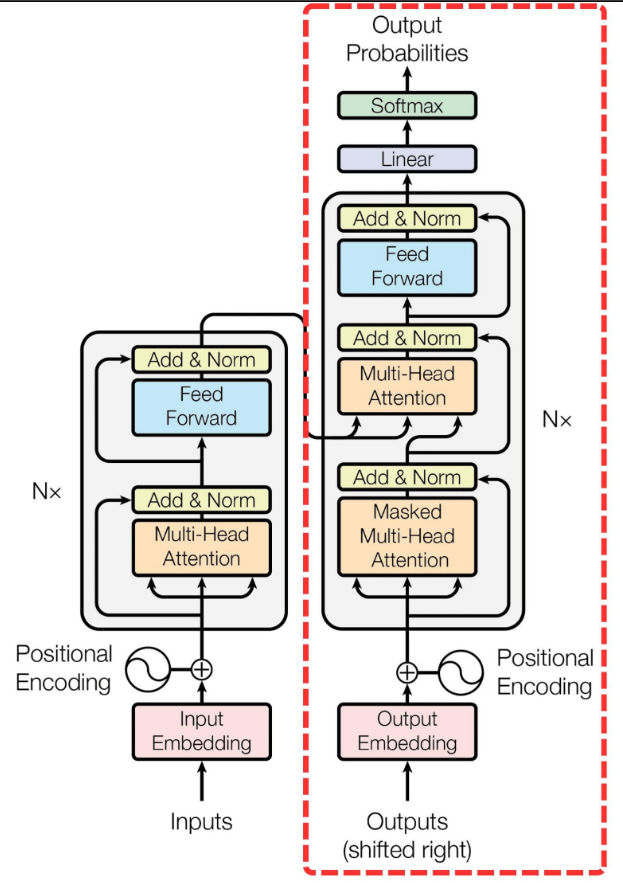 Output
Probabilities
Softmax
Linear
Add & Norm
Feed
Forward
Add & Norm
Multi-Head
Attention
Add & Norm
Masked
Multi-Head
Attention
N×
Positional
Encoding
Output
Embedding
Outputs
(shifted right)
Add & Norm
Feed
Forward
Add & Norm
Multi-Head
Attention
N×
Positional
Encoding
Input
Embedding
Inputs